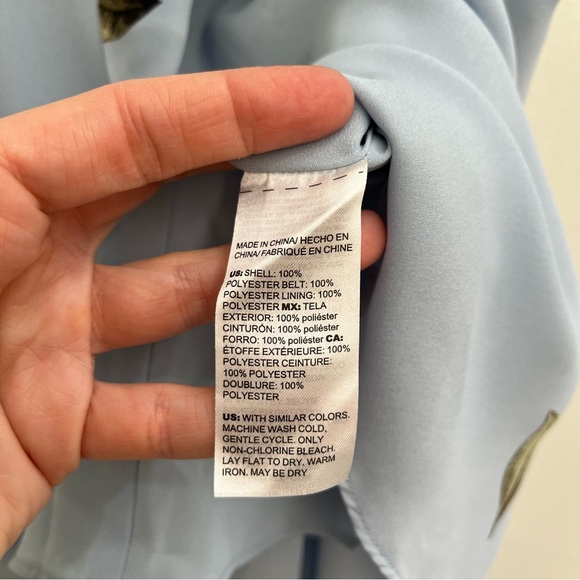 MADE IN CHINA/ HECHO EN
CHINA/ FABRIQUÉ EN CHINE
US: SHELL: 100%
POLYESTER BELT: 100%
POLYESTER LINING: 100%
POLYESTER MX: TELA
EXTERIOR: 100% poliéster
CINTURÓN: 100% poliéster
FORRO: 100% poliéster CA:
ÉTOFFE EXTÉRIEURE: 100%
POLYESTER CEINTURE:
100% POLYESTER
DOUBLURE: 100%
POLYESTER
US: WITH SIMILAR COLORS.
MACHINE WASH COLD,
GENTLE CYCLE. ONLY
NON-CHLORINE BLEACH.
LAY FLAT TO DRY. WARM
IRON. MAY BE DRY